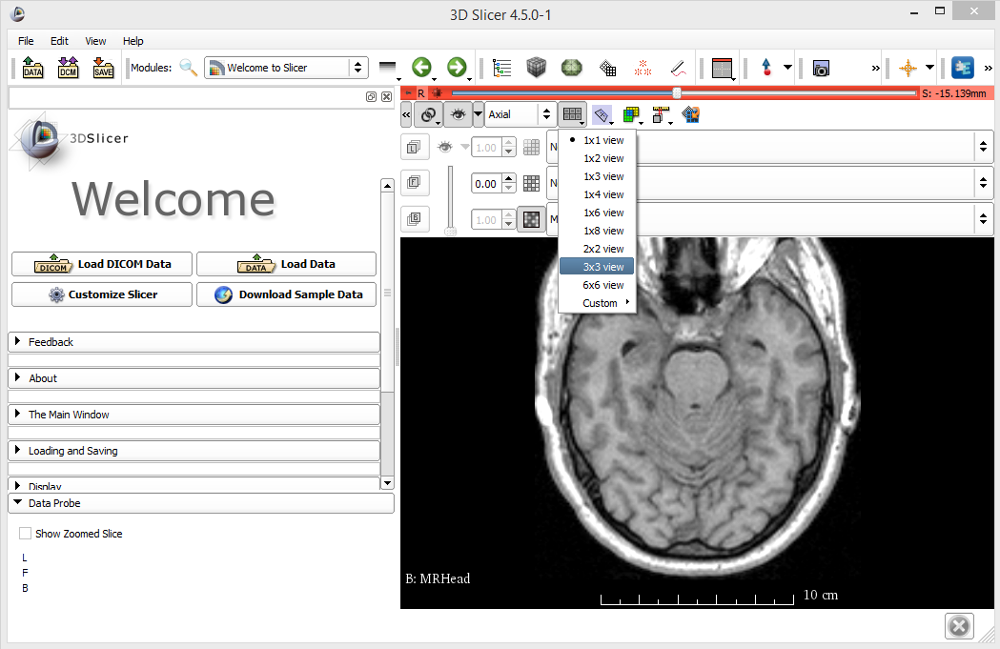 3D Slicer 4.5.0-1
File Edit View Help
DATA DCM SAVE Modules: Welcome to Slicer
R S: -15.139mm
Axial
3DSlicer
Welcome
L 1.00 N
F 0.00 N
B 1.00 M
1x1 view
1x2 view
1x3 view
1x4 view
1x6 view
1x8 view
2x2 view
3x3 view
6x6 view
Custom
DICOM Load DICOM Data DATA Load Data
Customize Slicer Download Sample Data
Feedback
About
The Main Window
Loading and Saving
Display
Data Probe
Show Zoomed Slice
L
F
B
B: MRHead
10 cm